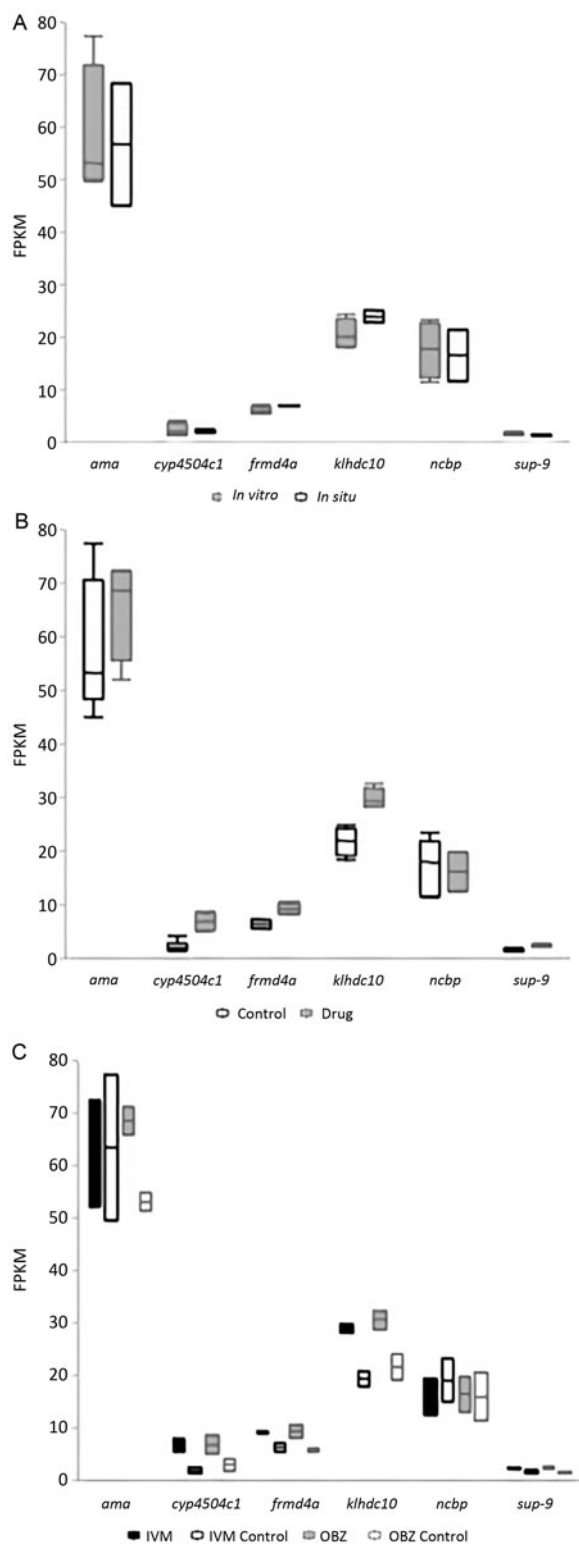 A
80
70
60
50
40
30
20
10
0
FPKM
ama cyp4504c1 frmd4a klhdc10 ncbp sup-9
In vitro In situ
B
80
70
60
50
40
30
20
10
0
FPKM
ama cyp4504c1 frmd4a klhdc10 ncbp sup-9
Control Drug
C
80
70
60
50
40
30
20
10
0
FPKM
ama cyp4504c1 frmd4a klhdc10 ncbp sup-9
IVM IVM Control OBZ OBZ Control